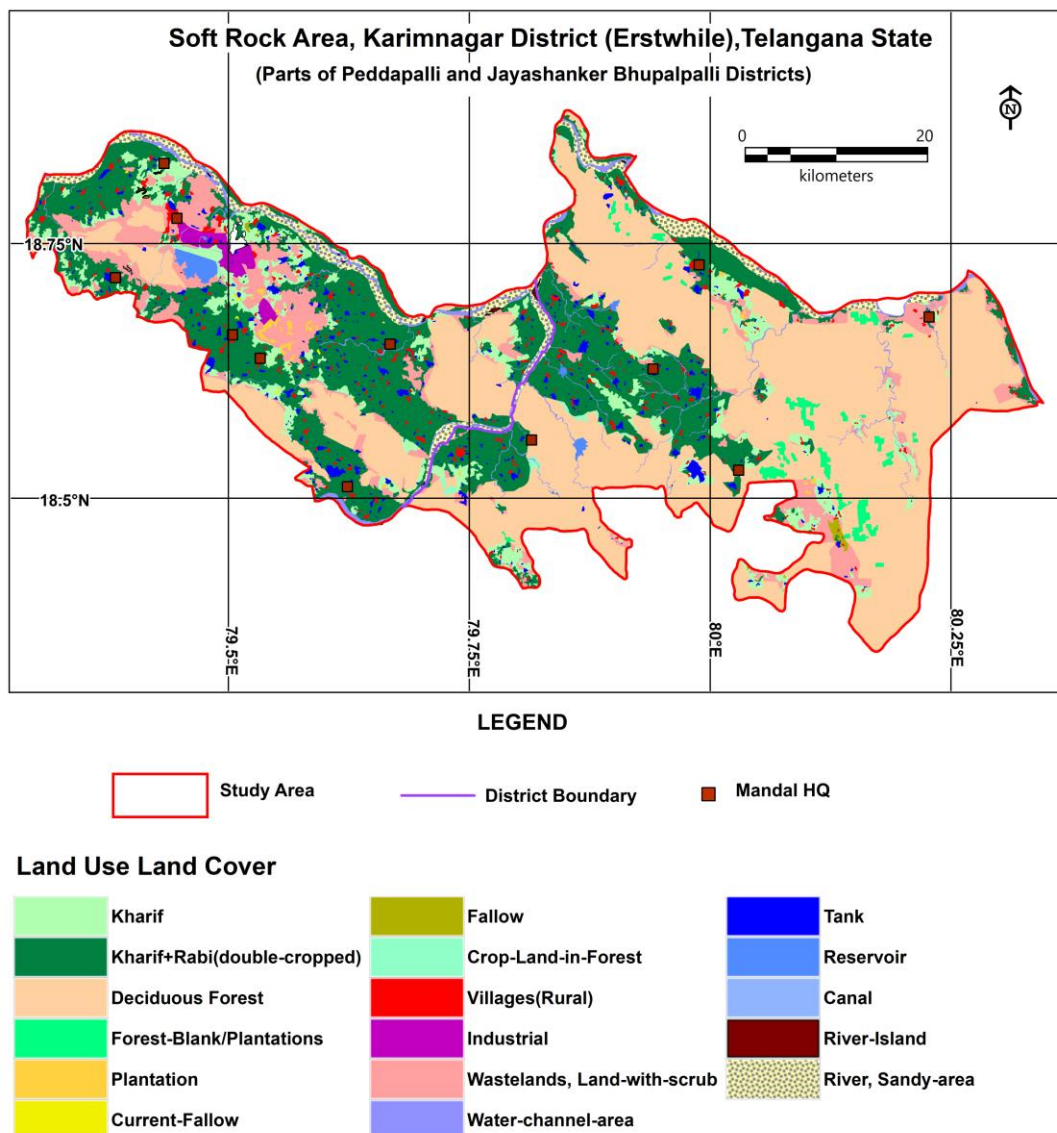 Soft Rock Area, Karimnagar District (Erstwhile),Telangana State
(Parts of Peddapalli and Jayashanker Bhupalpalli Districts)
N
0 20
kilometers
18.75°N
18.5°N
79.5°E
79.75°E
80°E
80.25°E
LEGEND
Study Area
District Boundary
Mandal HQ
Land Use Land Cover
Kharif
Kharif+Rabi(double-cropped)
Deciduous Forest
Forest-Blank/Plantations
Plantation
Current-Fallow
Fallow
Crop-Land-in-Forest
Villages(Rural)
Industrial
Wastelands, Land-with-scrub
Water-channel-area
Tank
Reservoir
Canal
River-Island
River, Sandy-area